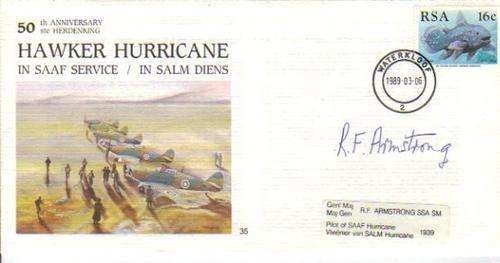 50 th ANNIVERSARY
ste HERDENKING
HAWKER HURRICANE
IN SAAF SERVICE / IN SALM DIENS
RSA 16c
WATERKLOOF
1989-03-06
2
R.F. Armstrong
Genl Maj
Maj Gen R.F. ARMSTRONG SSA SM
Pilot of SAAF Hurricane
Vlieënier van SALM Hurricane 1939
35